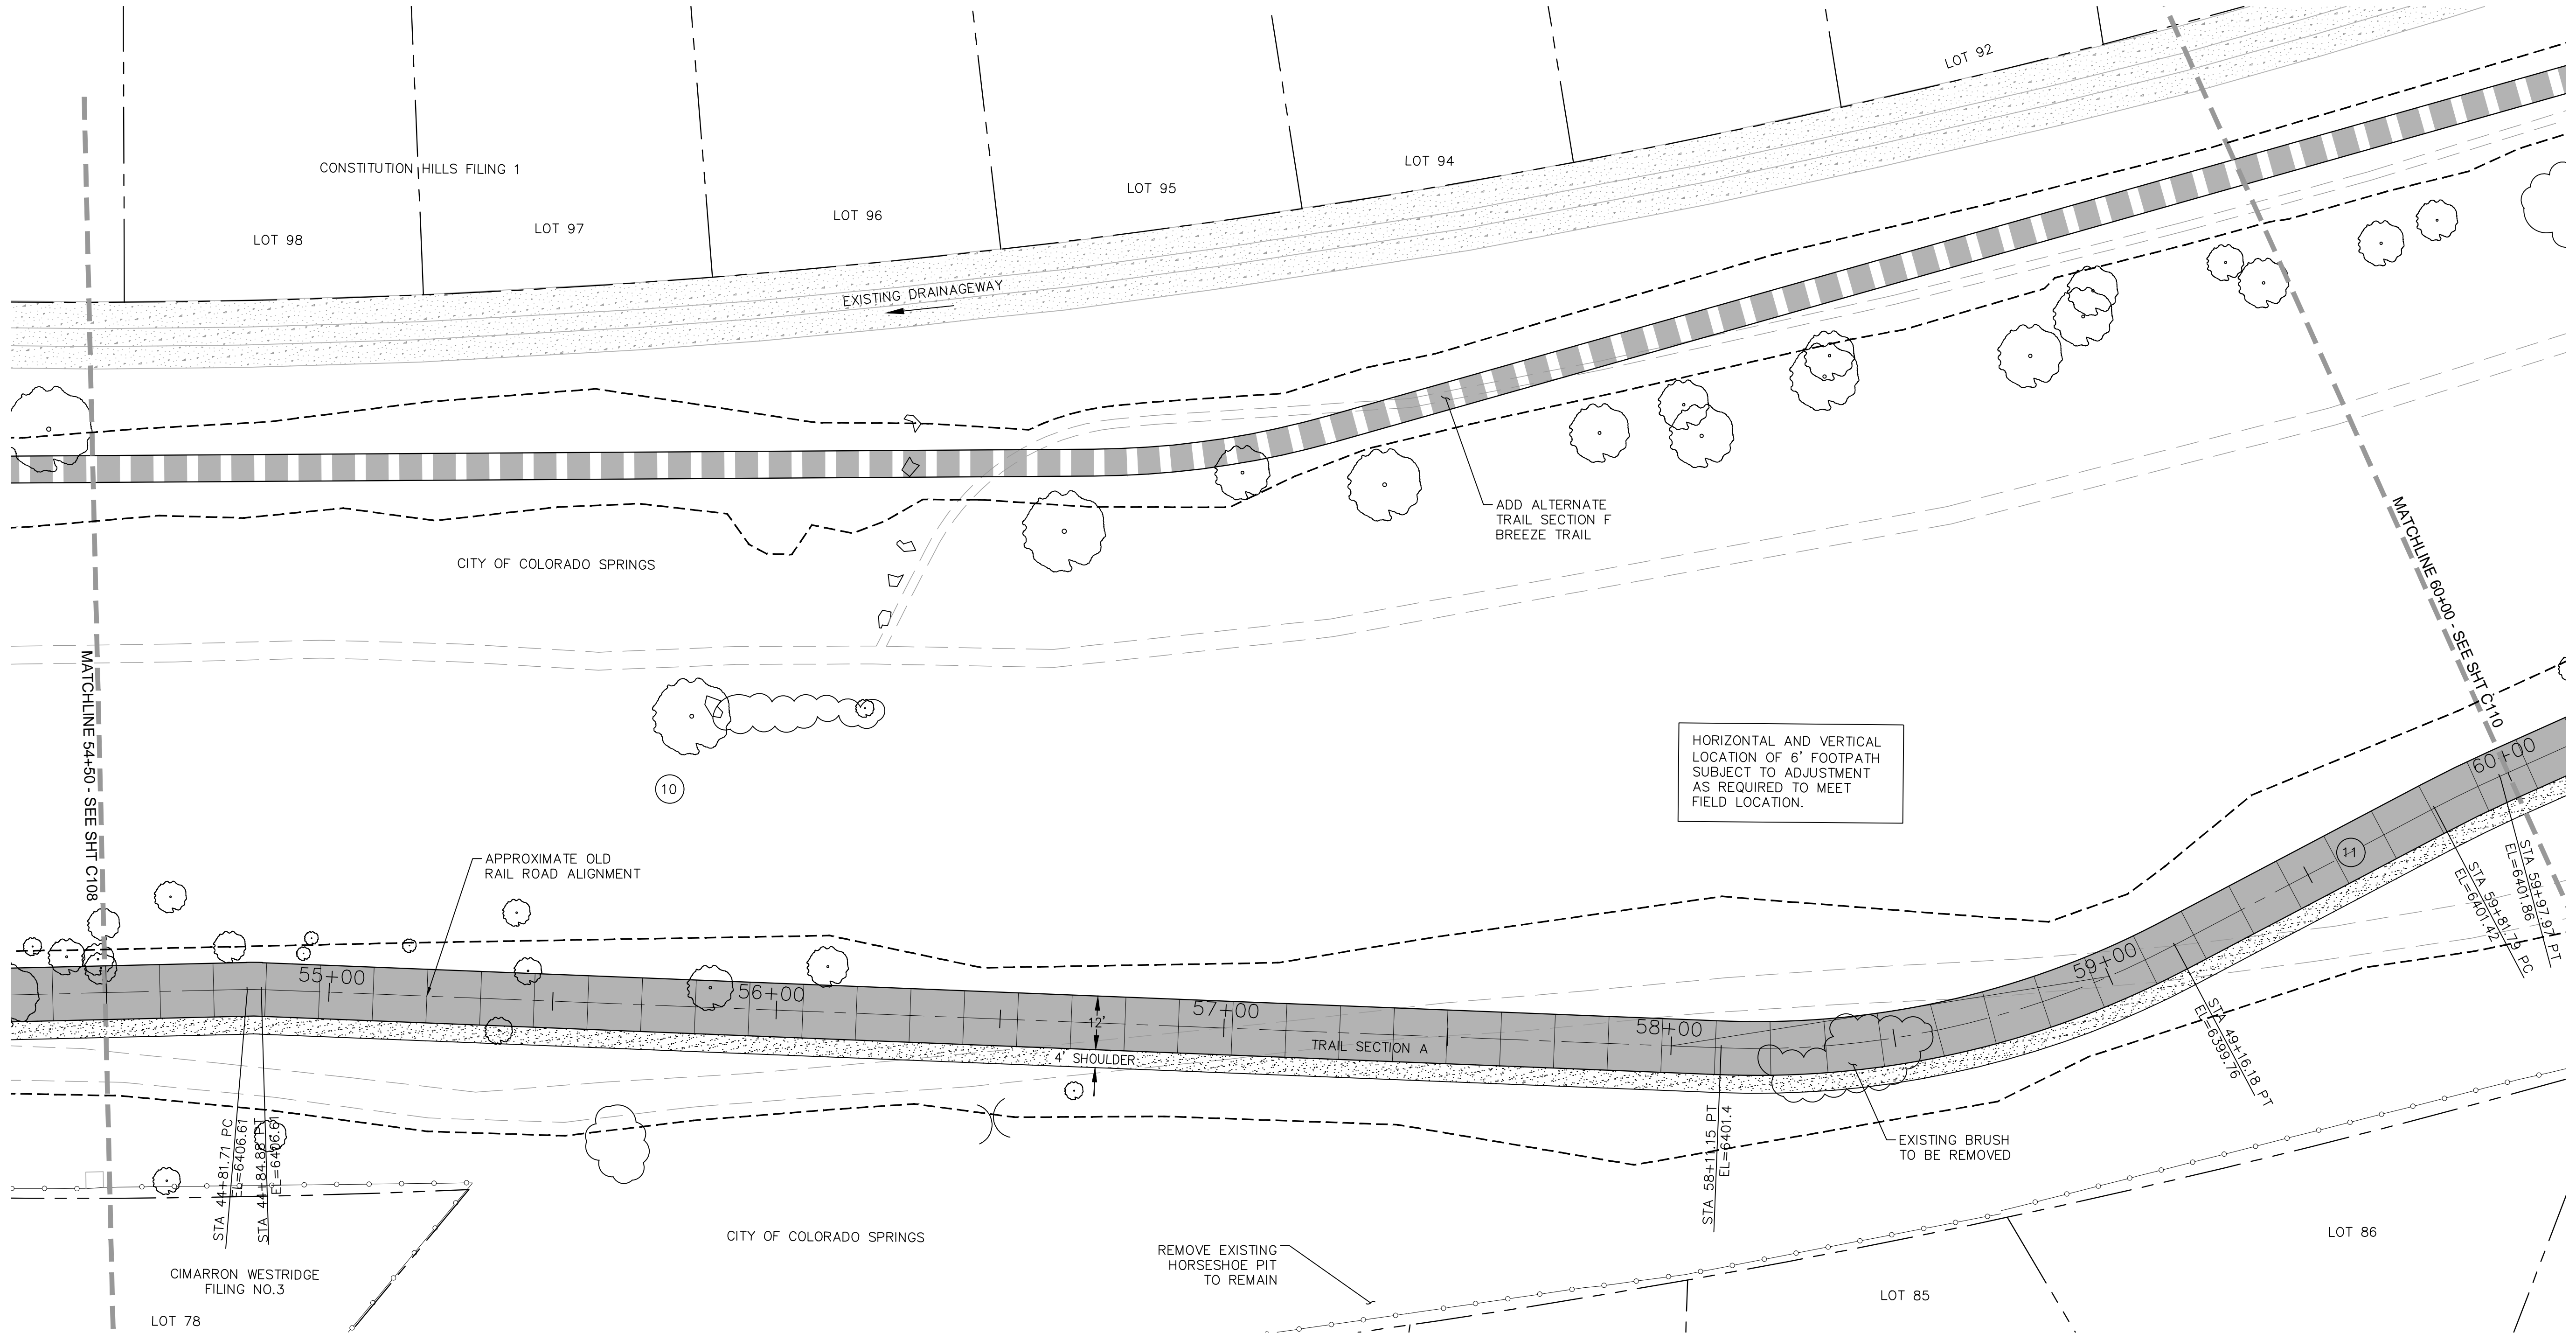 LOT 92
CONSTITUTION HILLS FILING 1
LOT 94
LOT 95
LOT 96
LOT 97
LOT 98
EXISTING DRAINAGEWAY
ADD ALTERNATE
TRAIL SECTION F
BREEZE TRAIL
CITY OF COLORADO SPRINGS
MATCHLINE 54+50 - SEE SHT C108
MATCHLINE 60+00 - SEE SHT C110
HORIZONTAL AND VERTICAL
LOCATION OF 6' FOOTPATH
SUBJECT TO ADJUSTMENT
AS REQUIRED TO MEET
FIELD LOCATION.
10
APPROXIMATE OLD
RAIL ROAD ALIGNMENT
11
55+00
56+00
57+00
58+00
59+00
60+00
12'
4' SHOULDER
TRAIL SECTION A
STA 44+81.71 PC
EL=6406.61
STA 44+84.88 PT
EL=6406.61
STA 58+11.15 PT
EL=6401.4
STA 49+16.18 PT
EL=6399.76
STA 59+81.79 PC
EL=6401.42
STA 59+97.97 PT
EL=6401.86
EXISTING BRUSH
TO BE REMOVED
CITY OF COLORADO SPRINGS
REMOVE EXISTING
HORSESHOE PIT
TO REMAIN
CIMARRON WESTRIDGE
FILING NO.3
LOT 78
LOT 85
LOT 86